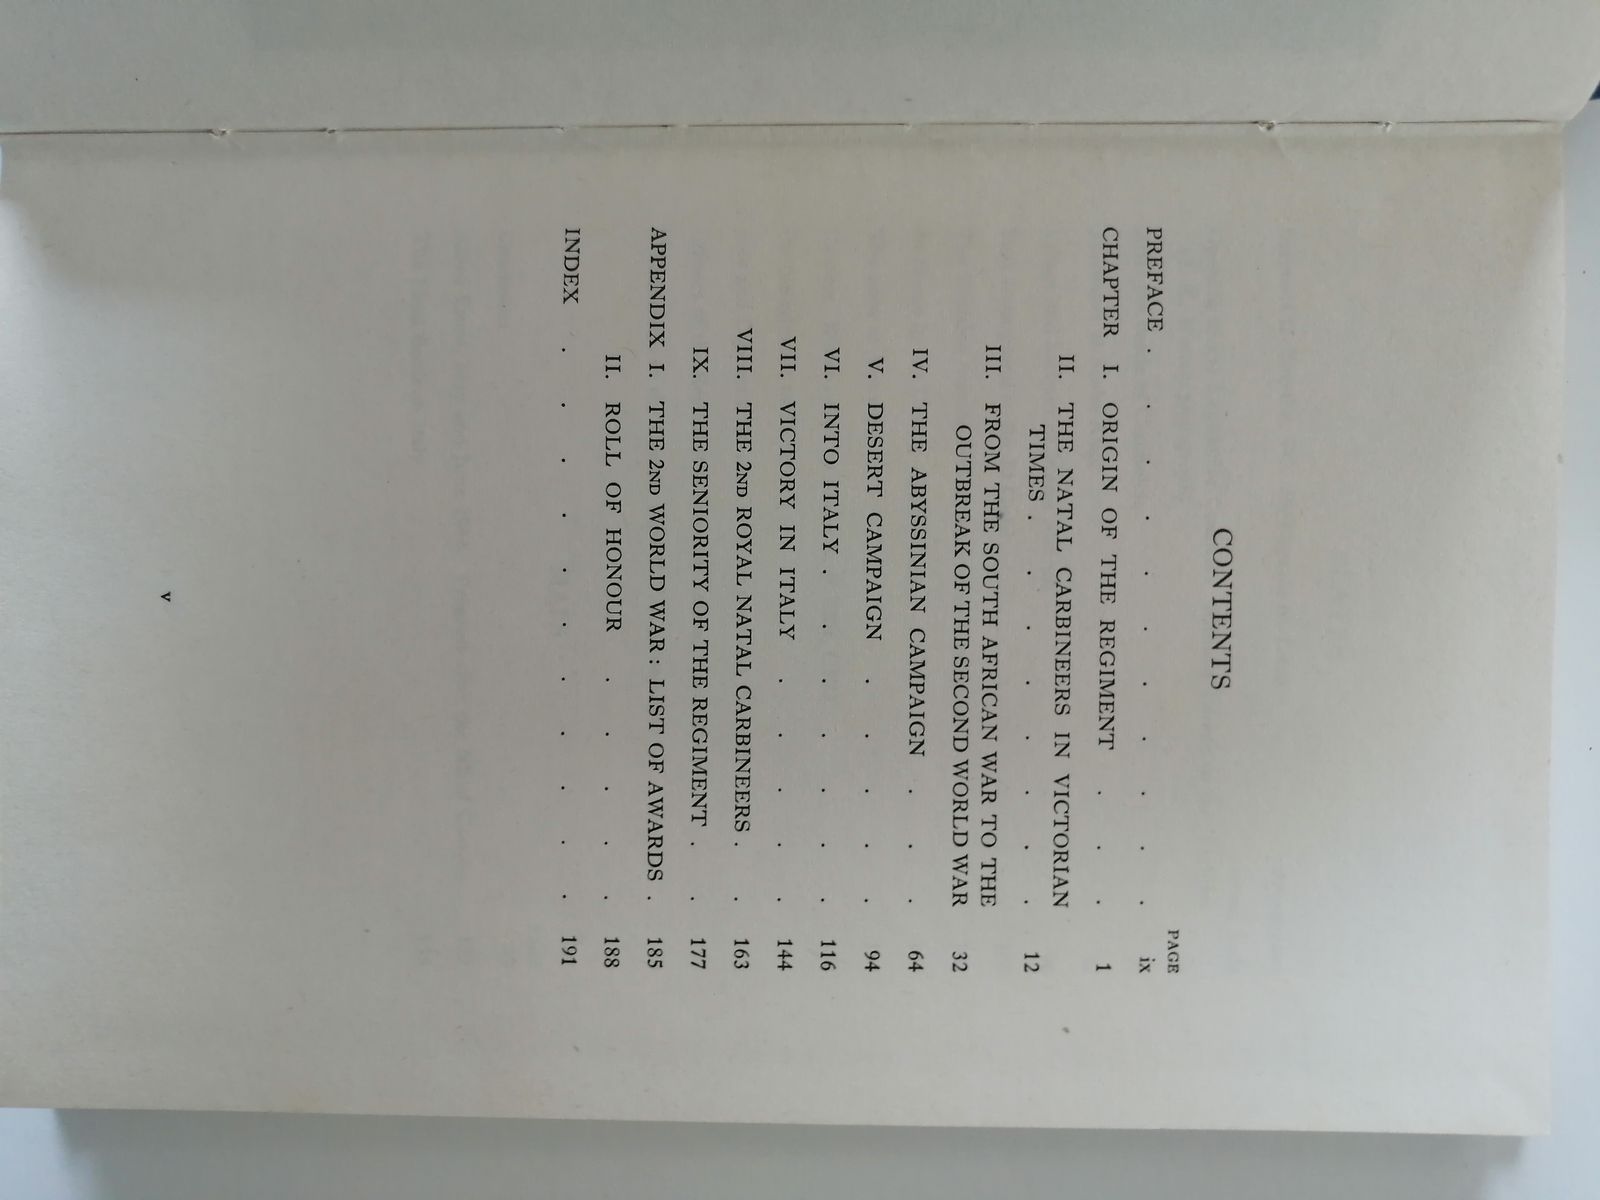 CONTENTS
PAGE
PREFACE . . . . . . . . . . . ix
CHAPTER I. ORIGIN OF THE REGIMENT . . . 1
II. THE NATAL CARBINEERS IN VICTORIAN
TIMES . . . . . . . . 12
III. FROM THE SOUTH AFRICAN WAR TO THE
OUTBREAK OF THE SECOND WORLD WAR 32
IV. THE ABYSSINIAN CAMPAIGN . . . 64
V. DESERT CAMPAIGN . . . . . 94
VI. INTO ITALY . . . . . . . 116
VII. VICTORY IN ITALY . . . . . 144
VIII. THE 2ND ROYAL NATAL CARBINEERS . . 163
IX. THE SENIORITY OF THE REGIMENT . . 177
APPENDIX I. THE 2ND WORLD WAR : LIST OF AWARDS . 185
II. ROLL OF HONOUR . . . . . 188
INDEX . . . . . . . . . . . 191
v